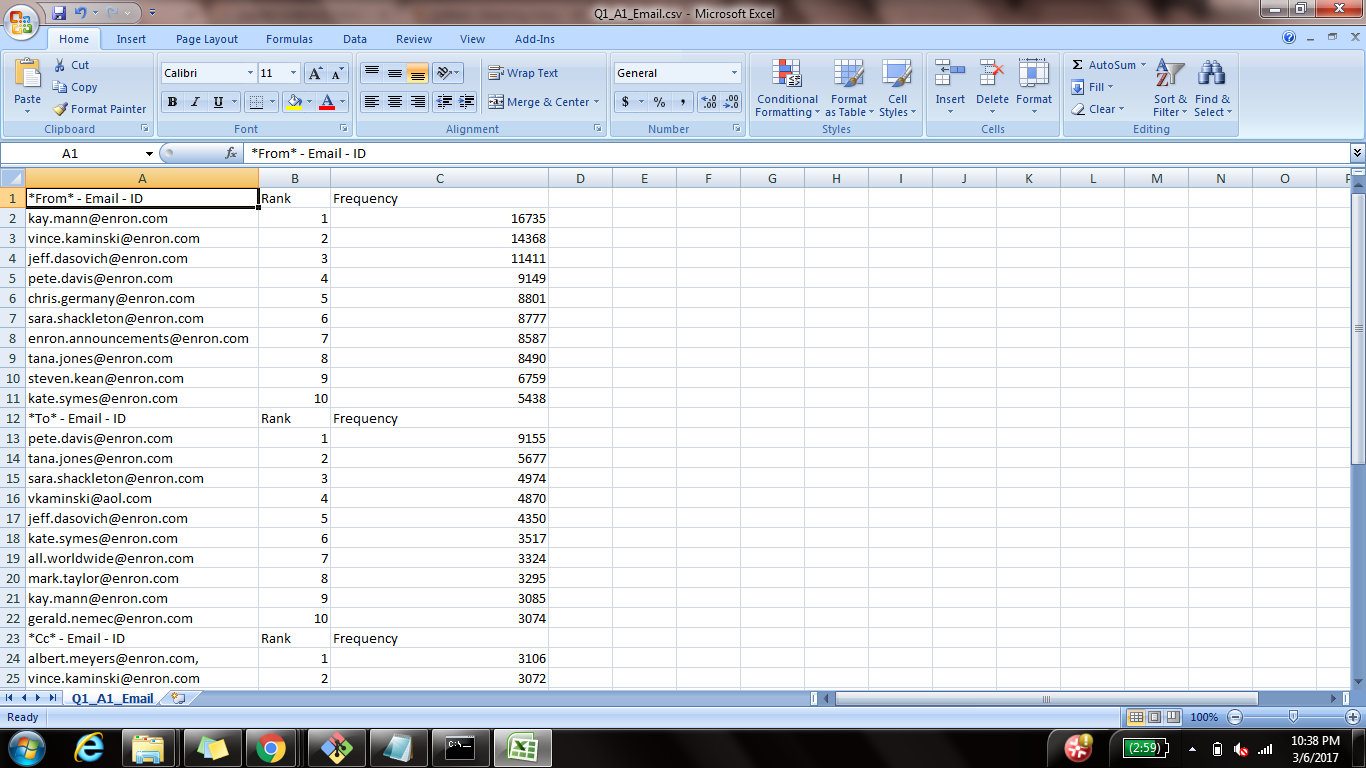 Q1_A1_Email.csv - Microsoft Excel
Home Insert Page Layout Formulas Data Review View Add-Ins
Paste Cut Copy Format Painter Clipboard
Calibri 11 B I U A A A Font
Wrap Text Merge & Center Alignment
General $ % , .00 .00 Number
Conditional Formatting Format as Table Cell Styles Styles
Insert Delete Format Cells
Σ AutoSum Fill Clear Sort & Filter Find & Select Editing
A1 fx *From* - Email - ID
A B C D E F G H I J K L M N O P
1 *From* - Email - ID Rank Frequency
2 kay.mann@enron.com 1 16735
3 vince.kaminski@enron.com 2 14368
4 jeff.dasovich@enron.com 3 11411
5 pete.davis@enron.com 4 9149
6 chris.germany@enron.com 5 8801
7 sara.shackleton@enron.com 6 8777
8 enron.announcements@enron.com 7 8587
9 tana.jones@enron.com 8 8490
10 steven.kean@enron.com 9 6759
11 kate.symes@enron.com 10 5438
12 *To* - Email - ID Rank Frequency
13 pete.davis@enron.com 1 9155
14 tana.jones@enron.com 2 5677
15 sara.shackleton@enron.com 3 4974
16 vkaminski@aol.com 4 4870
17 jeff.dasovich@enron.com 5 4350
18 kate.symes@enron.com 6 3517
19 all.worldwide@enron.com 7 3324
20 mark.taylor@enron.com 8 3295
21 kay.mann@enron.com 9 3085
22 gerald.nemec@enron.com 10 3074
23 *Cc* - Email - ID Rank Frequency
24 albert.meyers@enron.com, 1 3106
25 vince.kaminski@enron.com 2 3072
Q1_A1_Email
Ready 100%
C:\ (2:59) 10:38 PM
3/6/2017